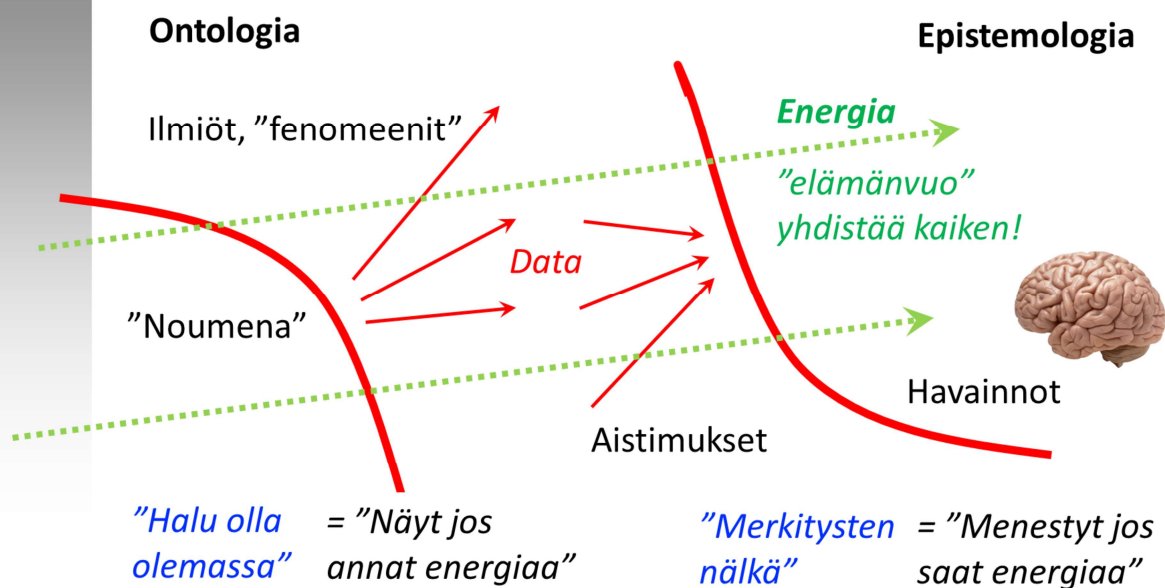 Ontologia
Epistemologia
Ilmiöt, ”fenomeenit”
Energia
”elämänvuo”
yhdistää kaiken!
Data
”Noumena”
Havainnot
Aistimukset
”Halu olla
olemassa”
= ”Näyt jos
annat energiaa”
”Merkitysten
nälkä”
= ”Menestyt jos
saat energiaa”